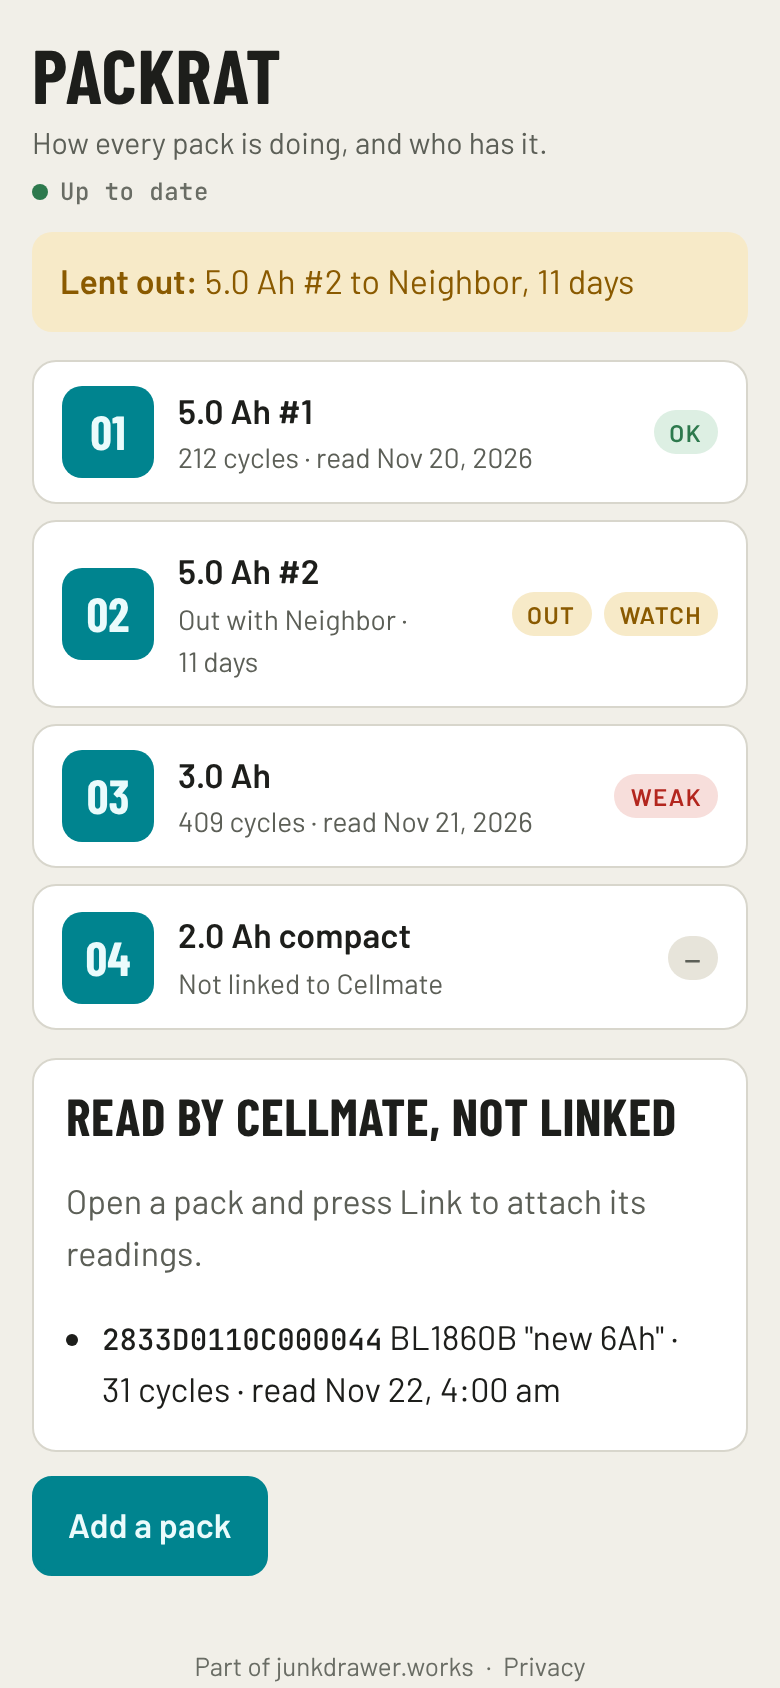 PACKRAT
How every pack is doing, and who has it.
Up to date
Lent out: 5.0 Ah #2 to Neighbor, 11 days
01
5.0 Ah #1
212 cycles · read Nov 20, 2026
OK
02
5.0 Ah #2
Out with Neighbor ·
11 days
OUT
WATCH
03
3.0 Ah
409 cycles · read Nov 21, 2026
WEAK
04
2.0 Ah compact
Not linked to Cellmate
–
READ BY CELLMATE, NOT LINKED
Open a pack and press Link to attach its
readings.
• 2833D0110C000044 BL1860B "new 6Ah" ·
31 cycles · read Nov 22, 4:00 am
Add a pack
Part of junkdrawer.works · Privacy